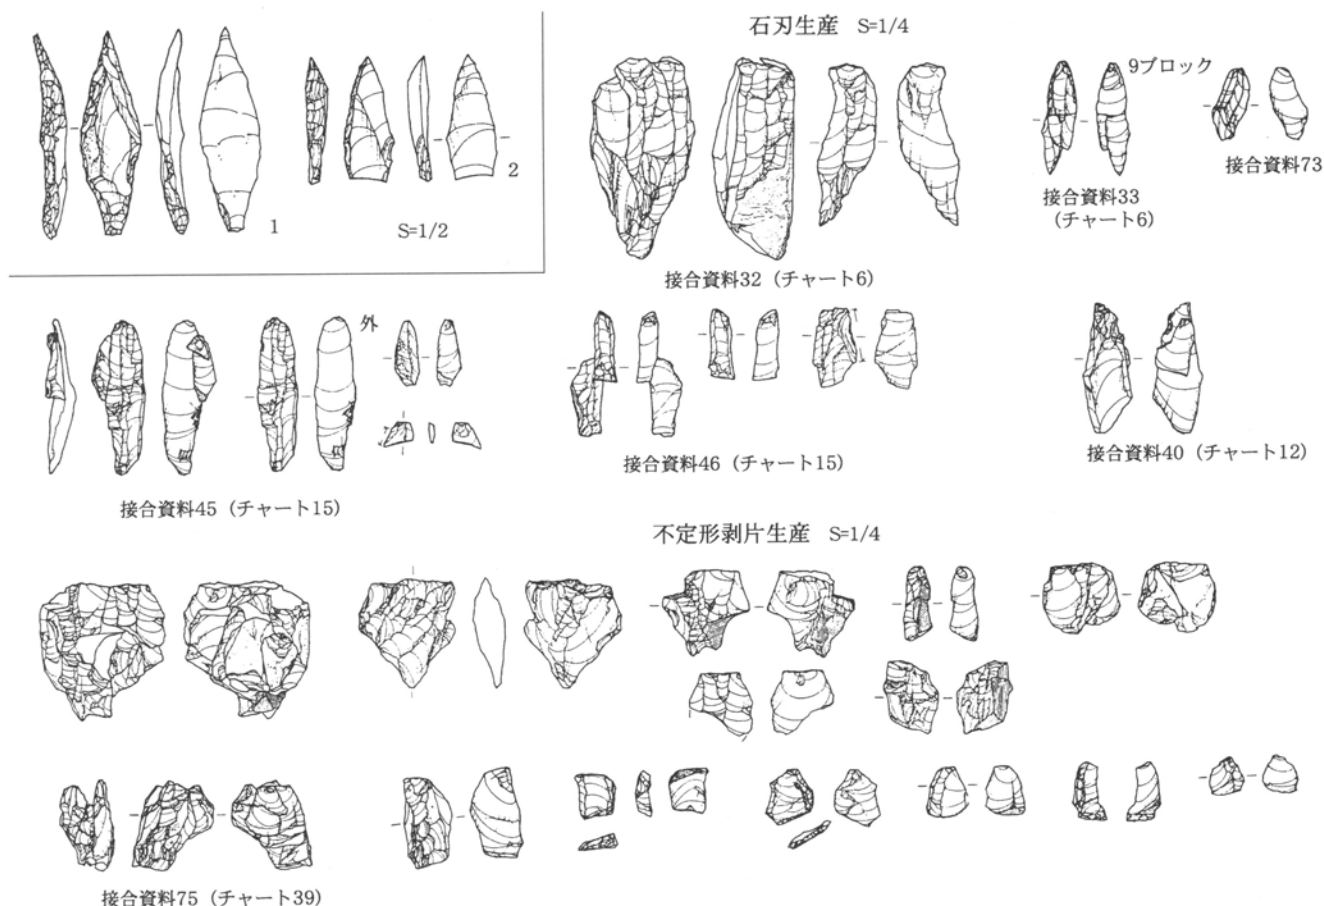 1
2
S=1/2
石刃生産 S=1/4
接合資料32（チャート6）
9ブロック
接合資料33
（チャート6）
接合資料73
外
接合資料45（チャート15）
接合資料46（チャート15）
接合資料40（チャート12）
不定形剥片生産 S=1/4
接合資料75（チャート39）